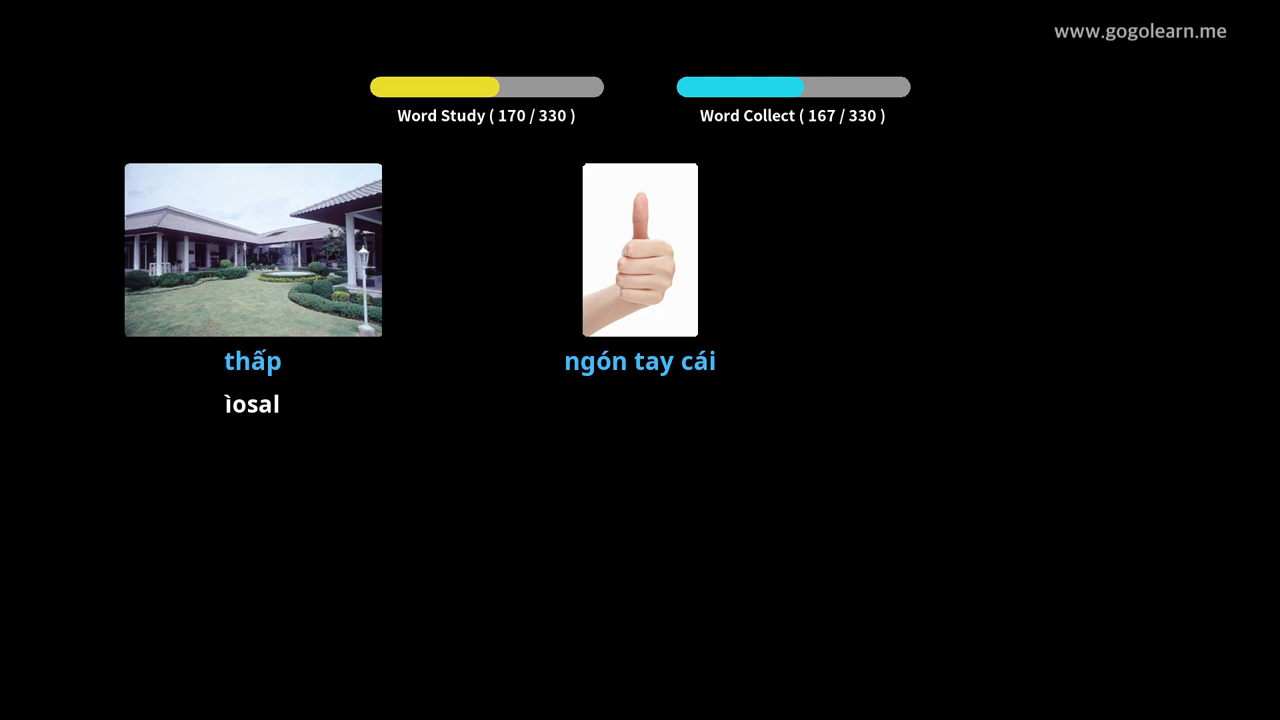 www.gogolearn.me
Word Study ( 170 / 330 )
Word Collect ( 167 / 330 )
thấp
ngón tay cái
ìosal